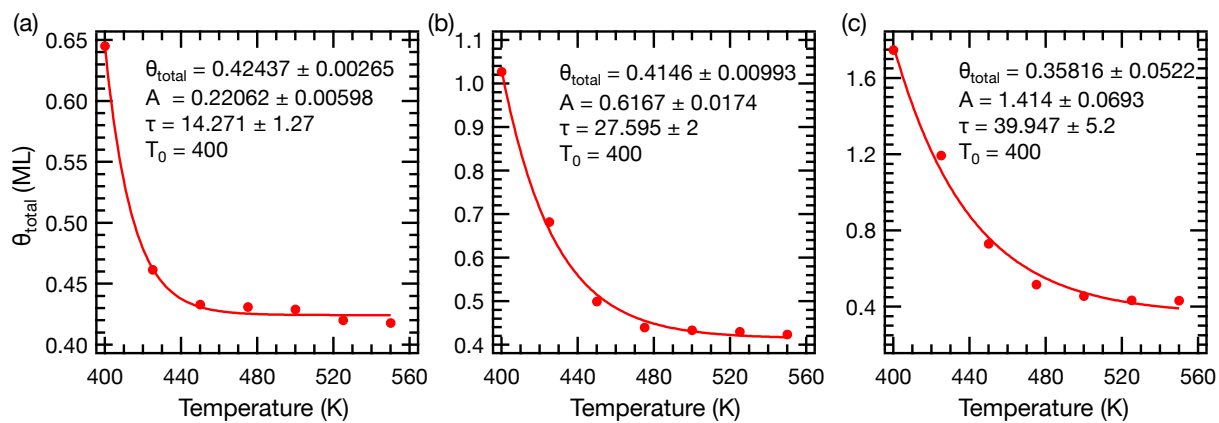 (a)
θtotal (ML)
0.65
0.60
0.55
0.50
0.45
0.40
θtotal = 0.42437 ± 0.00265
A = 0.22062 ± 0.00598
τ = 14.271 ± 1.27
T0 = 400
400 440 480 520 560
Temperature (K)
(b)
1.1
1.0
0.9
0.8
0.7
0.6
0.5
0.4
θtotal = 0.4146 ± 0.00993
A = 0.6167 ± 0.0174
τ = 27.595 ± 2
T0 = 400
400 440 480 520 560
Temperature (K)
(c)
1.6
1.2
0.8
0.4
θtotal = 0.35816 ± 0.0522
A = 1.414 ± 0.0693
τ = 39.947 ± 5.2
T0 = 400
400 440 480 520 560
Temperature (K)